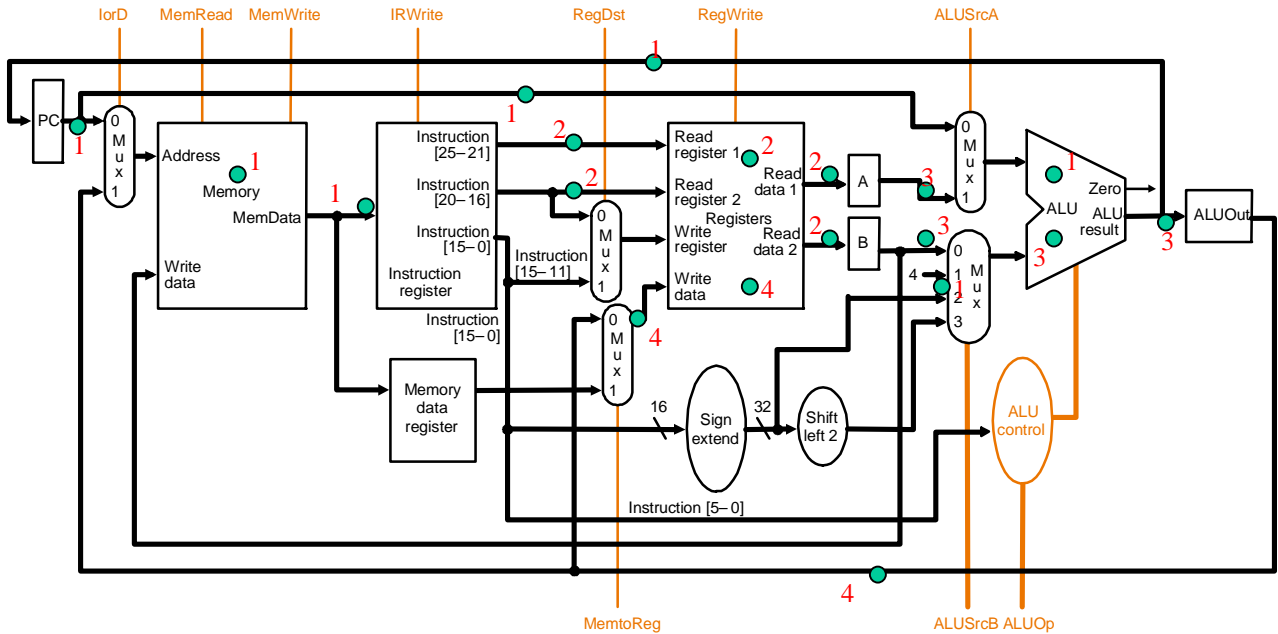 IorD
MemRead
MemWrite
IRWrite
RegDst
RegWrite
ALUSrcA
1
1
PC
1
0
M
u
x
1
Address
1
Memory
MemData
Write
data
1
Instruction
[25–21]
Instruction
[20–16]
Instruction
[15–0]
Instruction
register
2
2
Instruction
[15–11]
Instruction
[15–0]
0
M
u
x
1
0
M
u
x
1
4
Read
register 1
2
Read
data 1
Read
register 2
Registers
Write
register
Read
data 2
Write
data
4
2
A
3
2
B
3
0
M
u
x
1
4
0
1
1
2
3
M
u
x
1
Zero
ALU
ALU
result
3
3
ALUOut
Memory
data
register
16
Sign
extend
32
Shift
left 2
ALU
control
Instruction [5–0]
4
MemtoReg
ALUSrcB
ALUOp